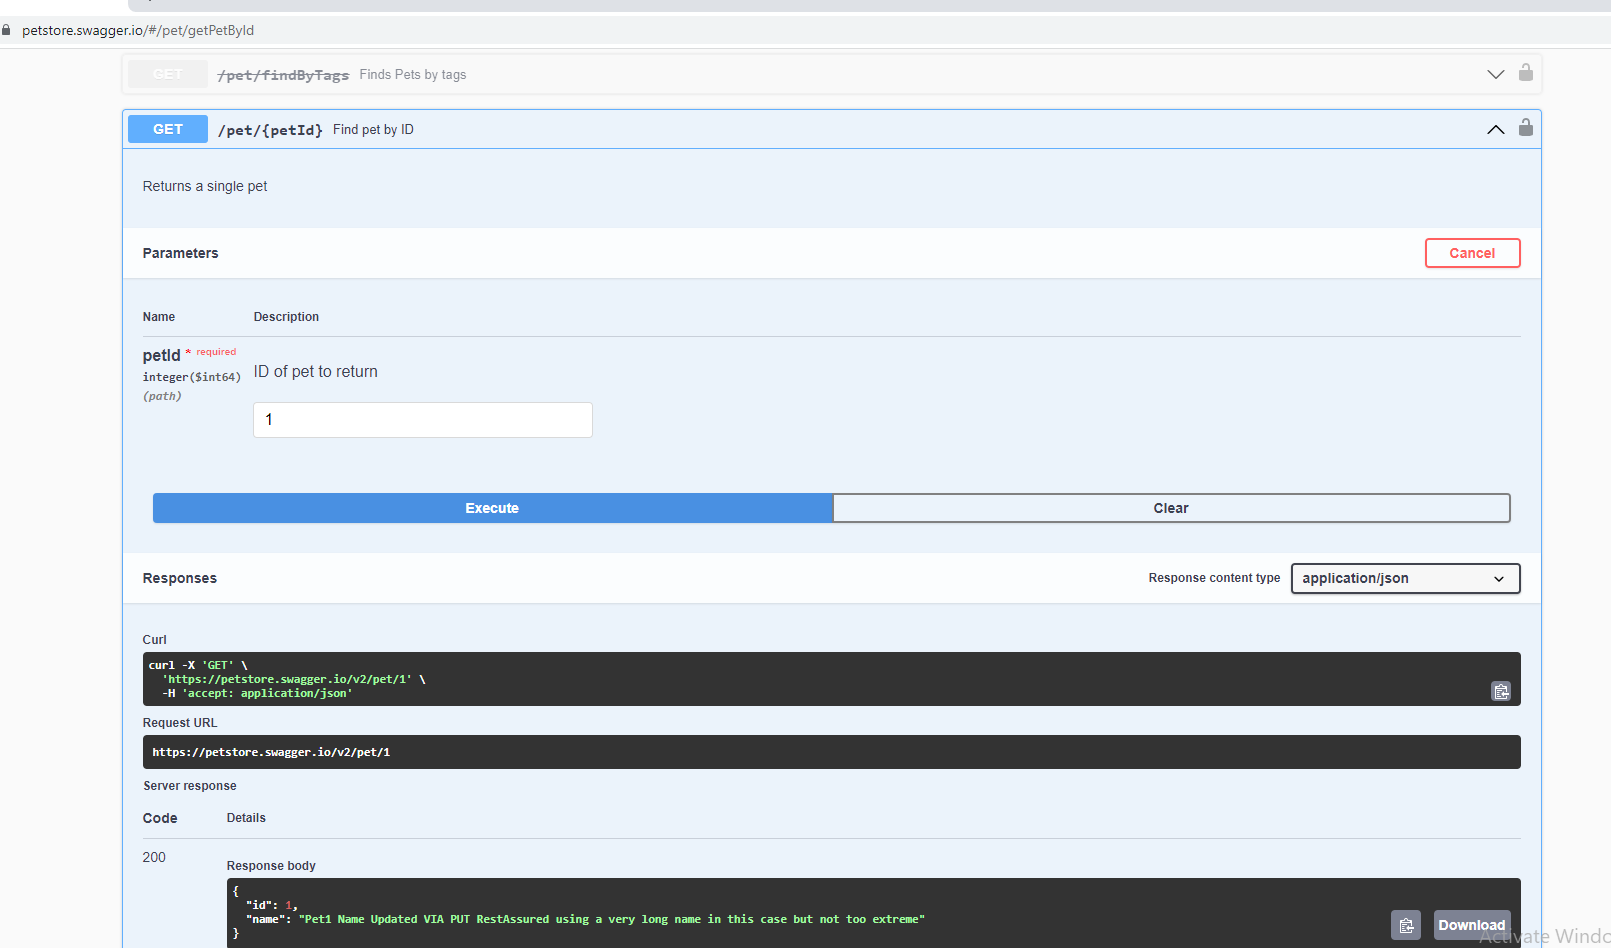 petstore.swagger.io/#/pet/getPetById
GET /pet/findByTags Finds Pets by tags
GET /pet/{petId} Find pet by ID
Returns a single pet
Parameters
Cancel
Name Description
petId * required
integer($int64)
(path)
ID of pet to return
1
Execute Clear
Responses
Response content type application/json
Curl
curl -X 'GET' \
'https://petstore.swagger.io/v2/pet/1' \
-H 'accept: application/json'
Request URL
https://petstore.swagger.io/v2/pet/1
Server response
Code Details
200
Response body
{
"id": 1,
"name": "Pet1 Name Updated VIA PUT RestAssured using a very long name in this case but not too extreme"
}
Download
Activate Windo